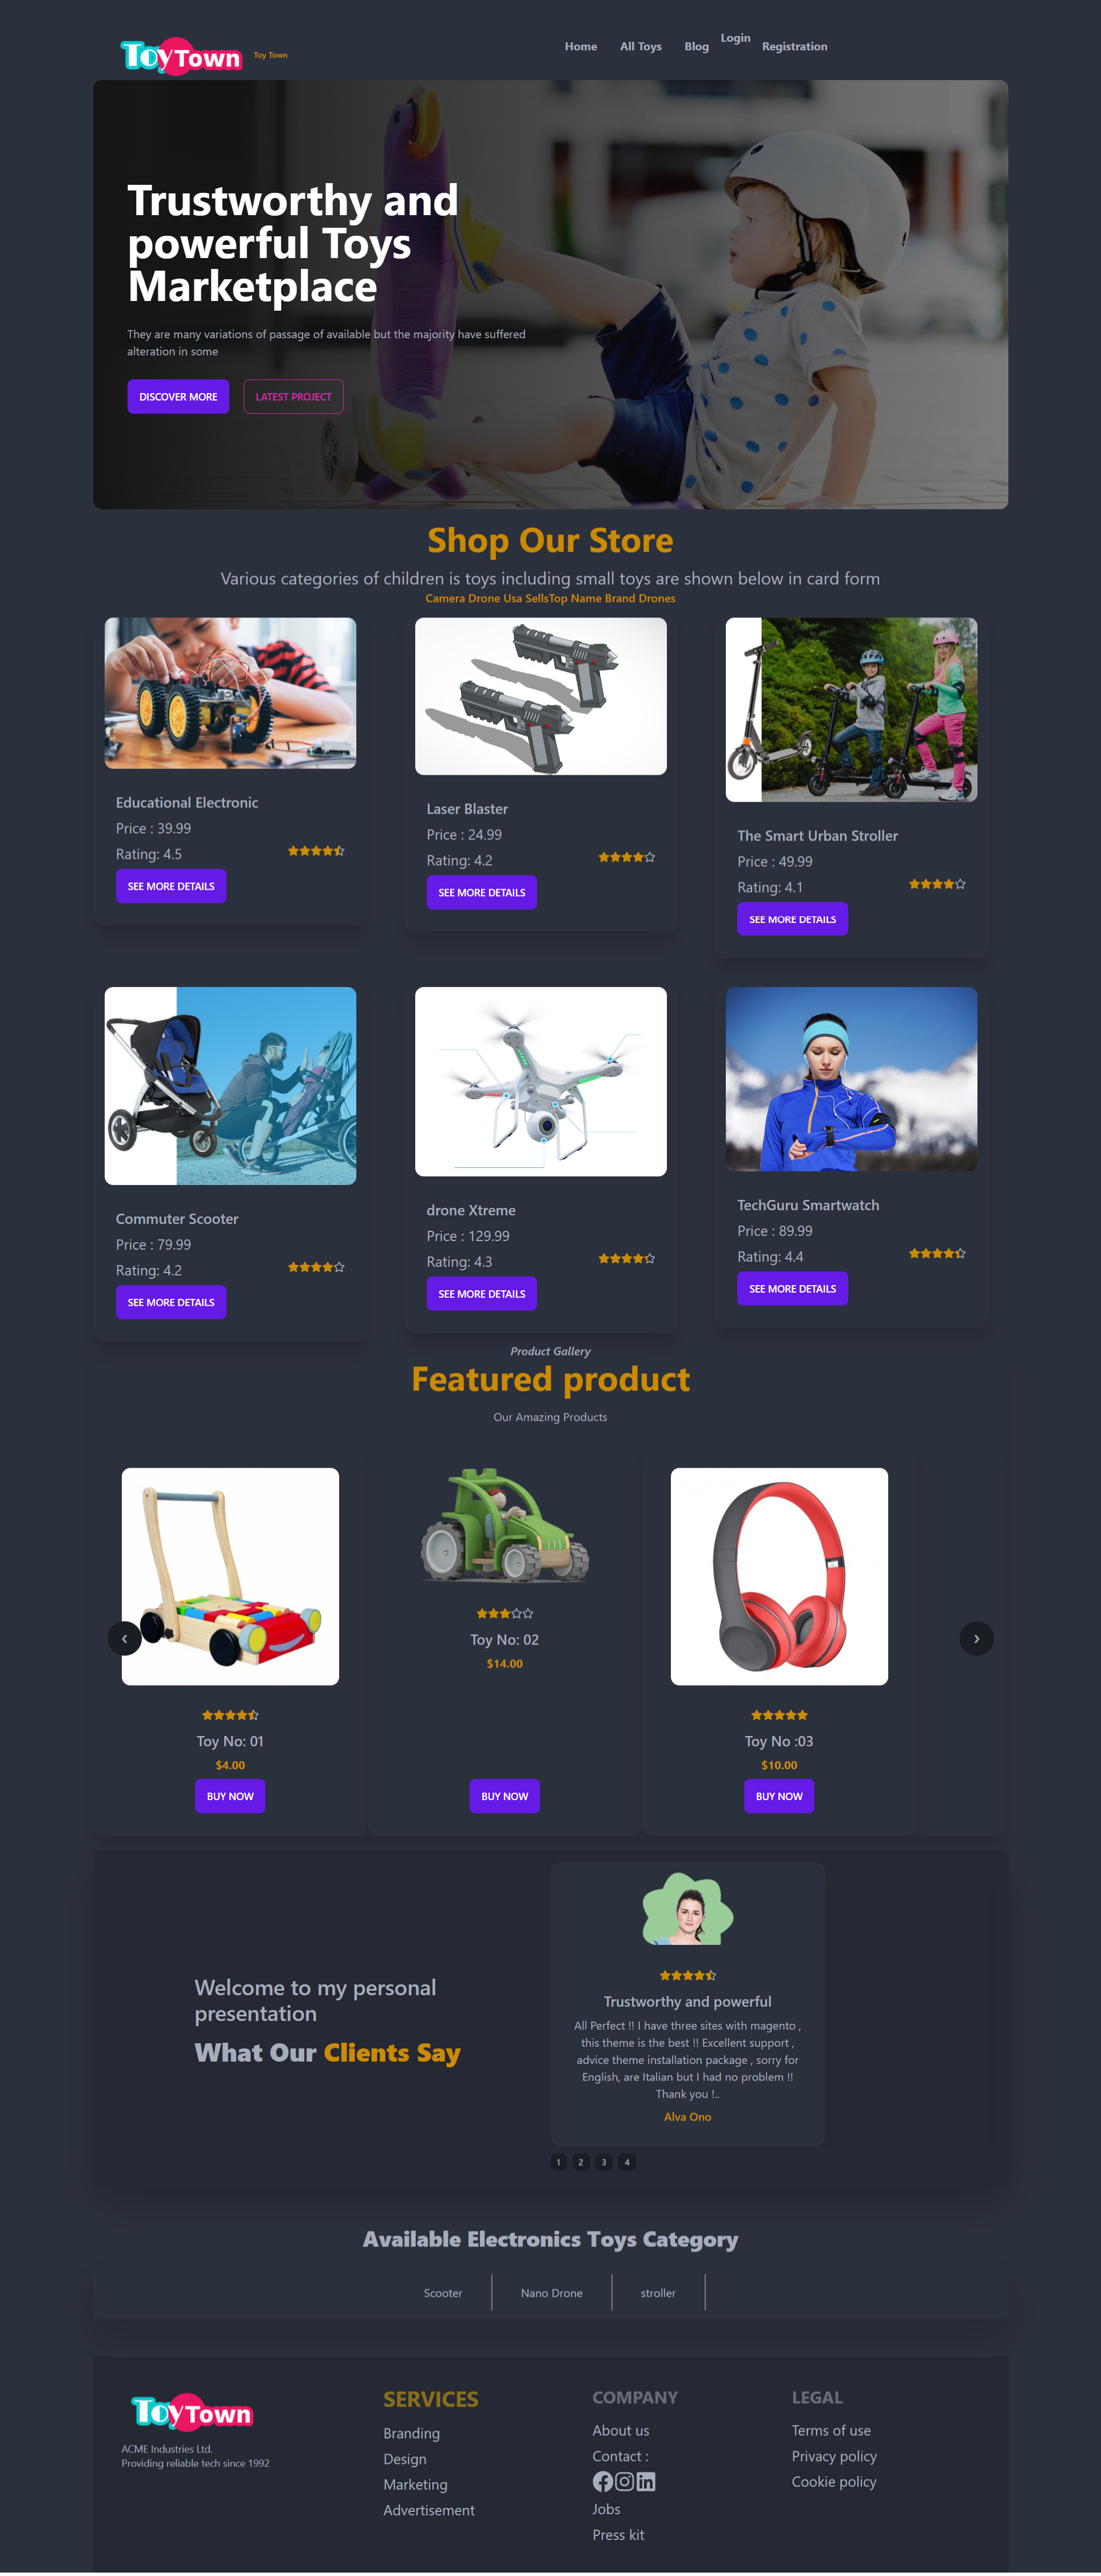 ToyTown
Toy Town
Home
All Toys
Blog
Login
Registration
Trustworthy and
powerful Toys
Marketplace
They are many variations of passage of available but the majority have suffered
alteration in some
DISCOVER MORE
LATEST PROJECT
Shop Our Store
Various categories of children is toys including small toys are shown below in card form
Camera Drone Usa SellsTop Name Brand Drones
Educational Electronic
Price : 39.99
Rating: 4.5
SEE MORE DETAILS
Laser Blaster
Price : 24.99
Rating: 4.2
SEE MORE DETAILS
The Smart Urban Stroller
Price : 49.99
Rating: 4.1
SEE MORE DETAILS
Commuter Scooter
Price : 79.99
Rating: 4.2
SEE MORE DETAILS
drone Xtreme
Price : 129.99
Rating: 4.3
SEE MORE DETAILS
TechGuru Smartwatch
Price : 89.99
Rating: 4.4
SEE MORE DETAILS
Product Gallery
Featured product
Our Amazing Products
Toy No: 01
$4.00
BUY NOW
Toy No: 02
$14.00
BUY NOW
Toy No :03
$10.00
BUY NOW
Welcome to my personal
presentation
What Our Clients Say
Trustworthy and powerful
All Perfect !! I have three sites with magento ,
this theme is the best !! Excellent support ,
advice theme installation package , sorry for
English, are Italian but I had no problem !!
Thank you !..
Alva Ono
1 2 3 4
Available Electronics Toys Category
Scooter
Nano Drone
stroller
ToyTown
ACME Industries Ltd.
Providing reliable tech since 1992
SERVICES
Branding
Design
Marketing
Advertisement
COMPANY
About us
Contact :
Jobs
Press kit
LEGAL
Terms of use
Privacy policy
Cookie policy